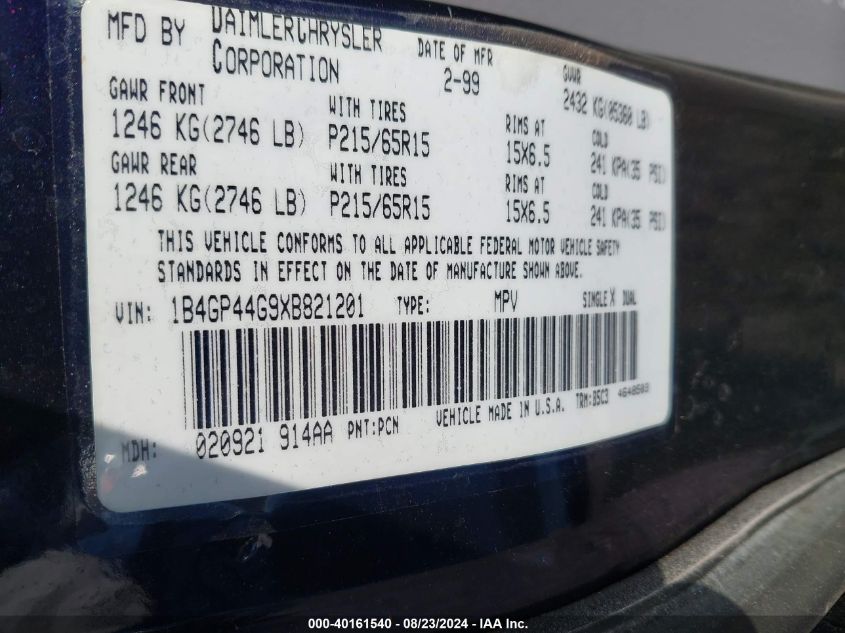 MFD BY DAIMLERCHRYSLER CORPORATION DATE OF MFR 2-99 GVWR 2432 KG(05360 LB)
GAWR FRONT WITH TIRES RIMS AT COLD
1246 KG(2746 LB) P215/65R15 15X6.5 241 KPA(35 PSI)
GAWR REAR WITH TIRES RIMS AT COLD
1246 KG(2746 LB) P215/65R15 15X6.5 241 KPA(35 PSI)
THIS VEHICLE CONFORMS TO ALL APPLICABLE FEDERAL MOTOR VEHICLE SAFETY
STANDARDS IN EFFECT ON THE DATE OF MANUFACTURE SHOWN ABOVE.
VIN: 1B4GP44G9XB821201 TYPE: MPV SINGLE X DUAL
MDH: 020921 914AA PNT:PCN VEHICLE MADE IN U.S.A. TRM:B5C3 4648503
000-40161540 - 08/23/2024 - IAA Inc.